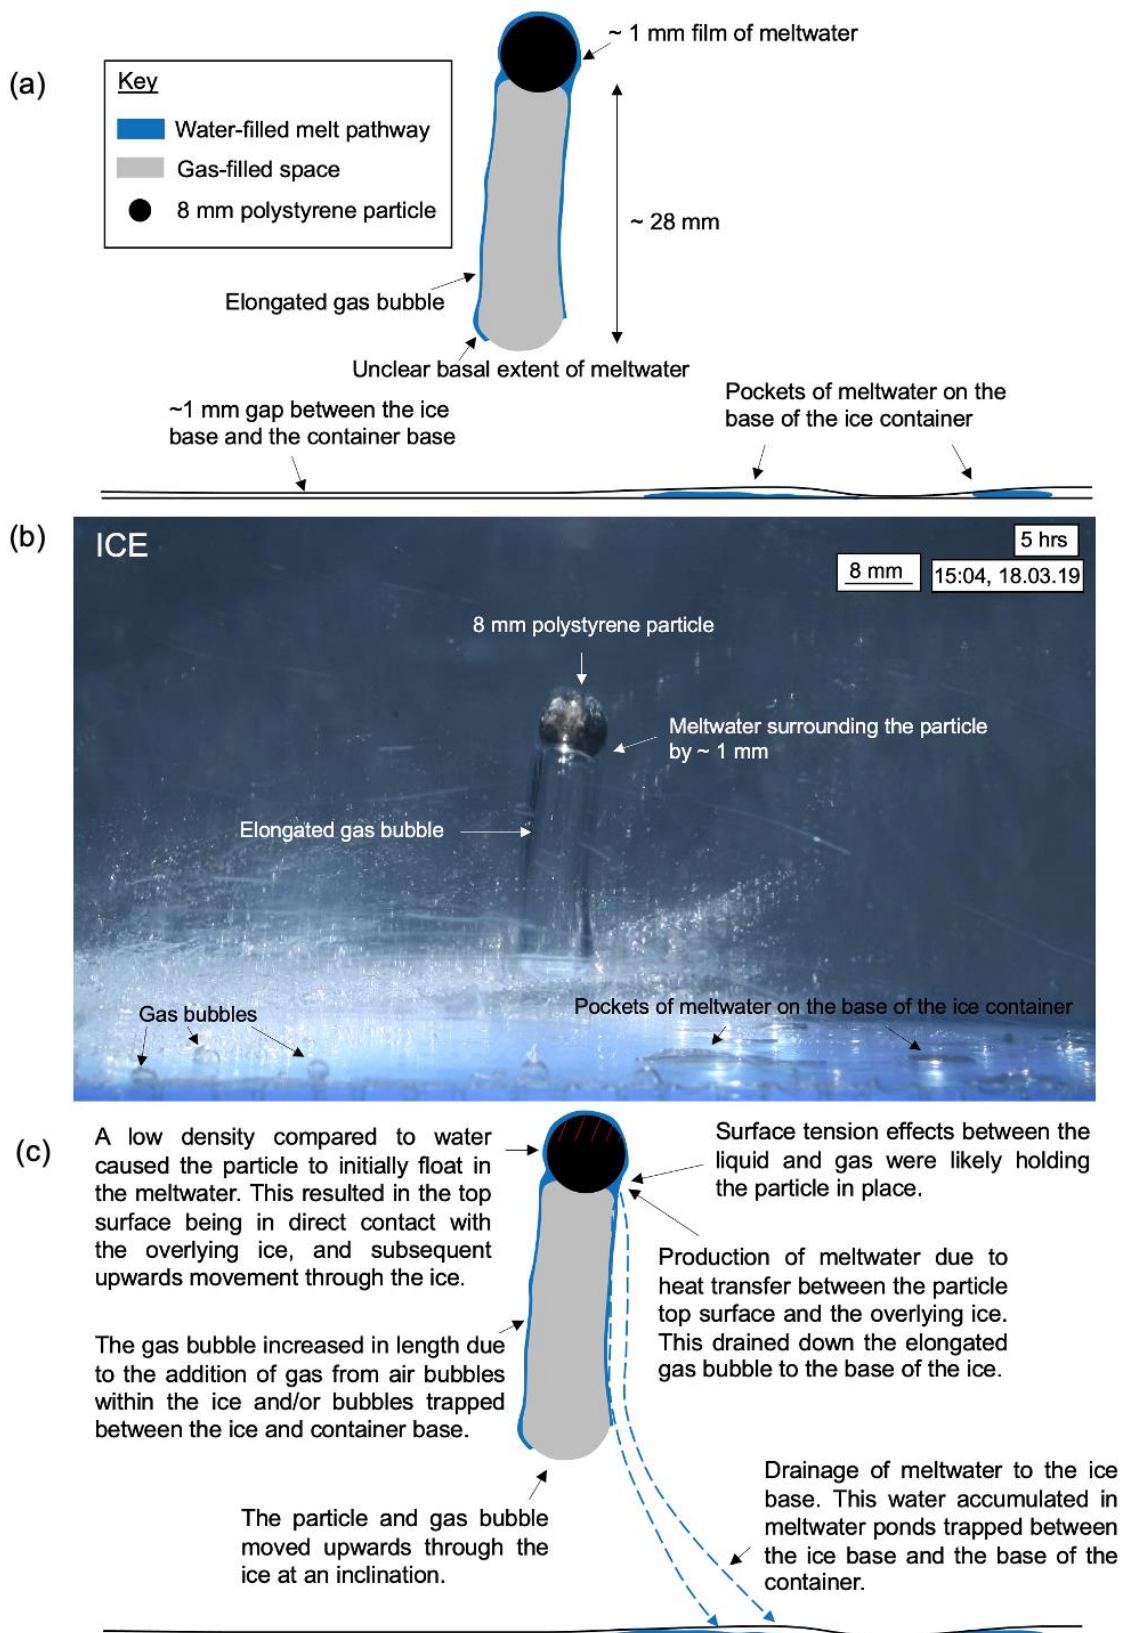 (a)
Key
Water-filled melt pathway
Gas-filled space
8 mm polystyrene particle
~ 1 mm film of meltwater
~ 28 mm
Elongated gas bubble
Unclear basal extent of meltwater
~1 mm gap between the ice
base and the container base
Pockets of meltwater on the
base of the ice container
(b)
ICE
5 hrs
8 mm
15:04, 18.03.19
8 mm polystyrene particle
Meltwater surrounding the particle
by ~ 1 mm
Elongated gas bubble
Gas bubbles
Pockets of meltwater on the base of the ice container
(c)
A low density compared to water
caused the particle to initially float in
the meltwater. This resulted in the top
surface being in direct contact with
the overlying ice, and subsequent
upwards movement through the ice.
Surface tension effects between the
liquid and gas were likely holding
the particle in place.
Production of meltwater due to
heat transfer between the particle
top surface and the overlying ice.
This drained down the elongated
gas bubble to the base of the ice.
The gas bubble increased in length due
to the addition of gas from air bubbles
within the ice and/or bubbles trapped
between the ice and container base.
The particle and gas bubble
moved upwards through the
ice at an inclination.
Drainage of meltwater to the ice
base. This water accumulated in
meltwater ponds trapped between
the ice base and the base of the
container.